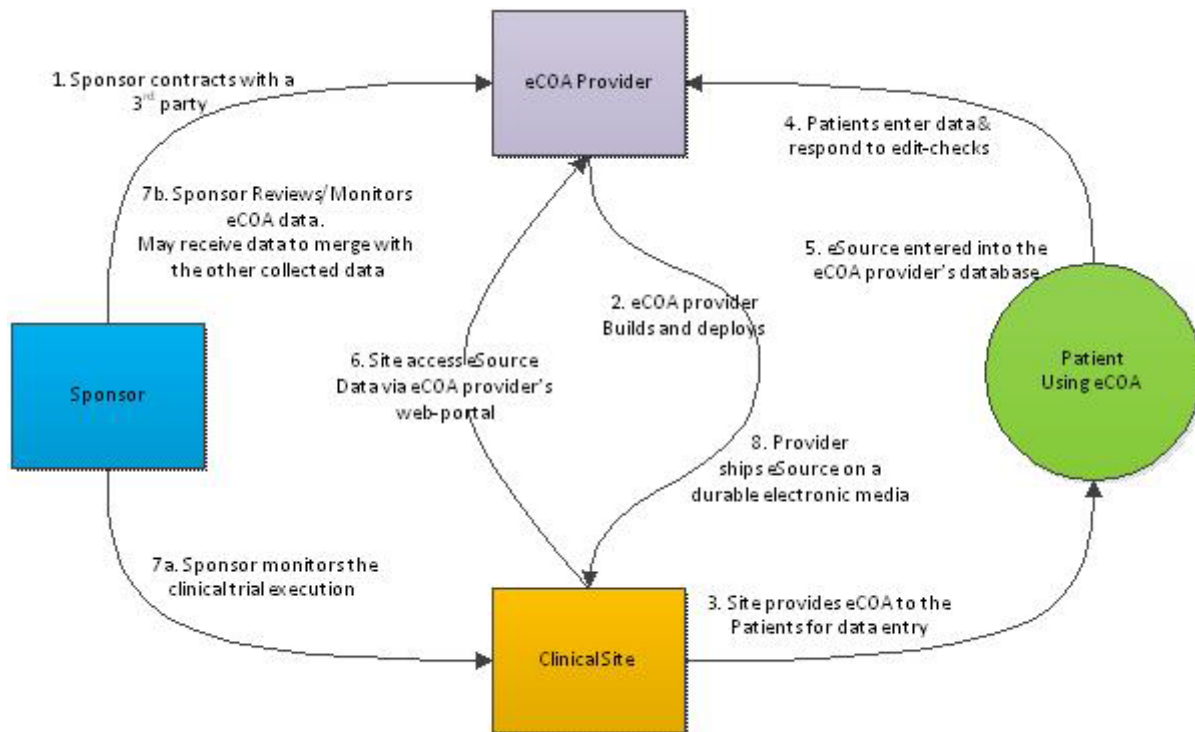 eCOA Provider
1. Sponsor contracts with a
3rd party
4. Patients enter data &
respond to edit-checks
7b. Sponsor Reviews/Monitors
eCOA data.
May receive data to merge with
the other collected data
5. eSource entered into the
eCOA provider's database
2. eCOA provider
Builds and deploys
6. Site access eSource
Data via eCOA provider's
web-portal
Sponsor
Patient
Using eCOA
8. Provider
ships eSource on a
durable electronic media
7a. Sponsor monitors the
clinical trial execution
3. Site provides eCOA to the
Patients for data entry
Clinical Site